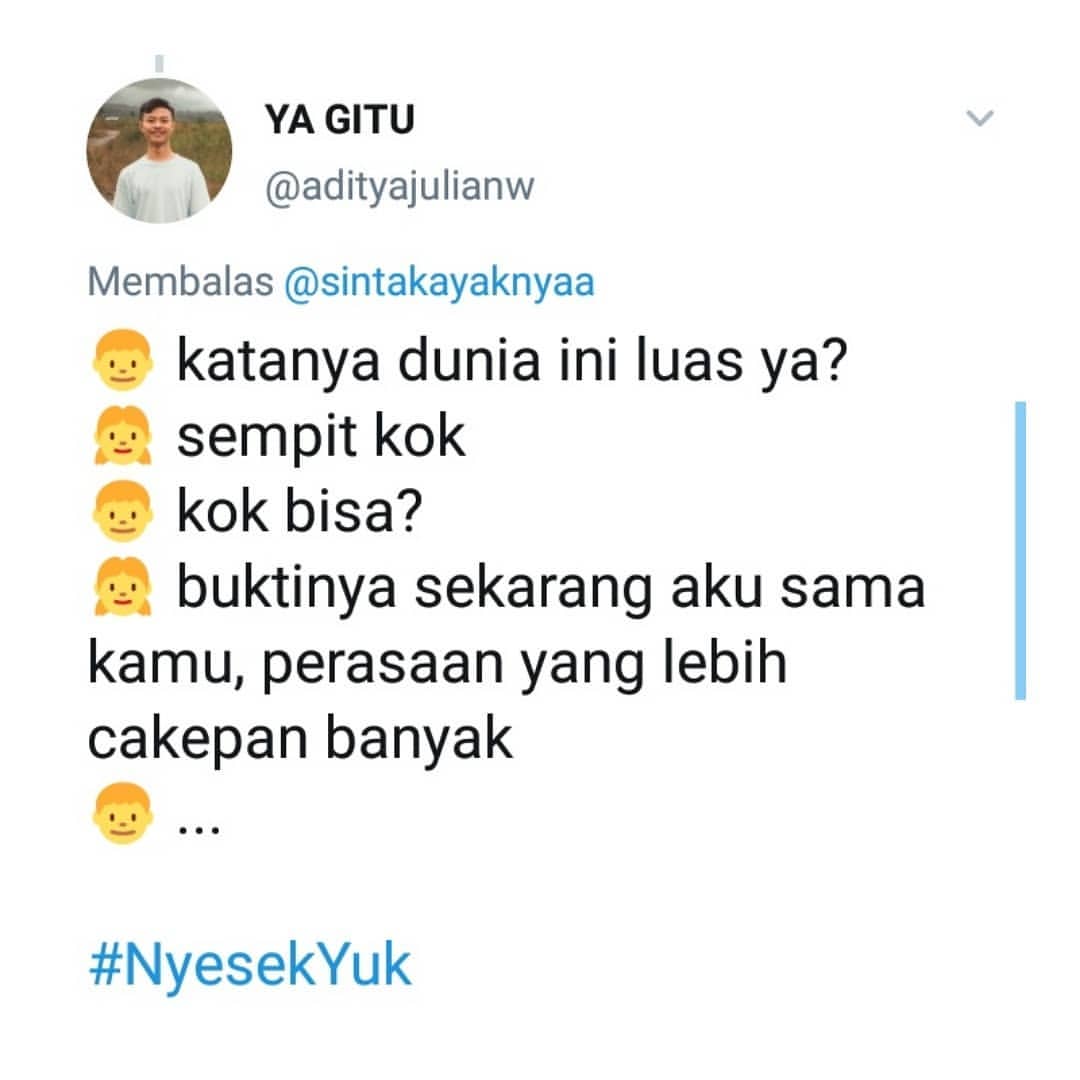 YA GITU
@adityajulianw
Membalas @sintakayaknyaa
👦 katanya dunia ini luas ya?
👧 sempit kok
👦 kok bisa?
👧 buktinya sekarang aku sama
kamu, perasaan yang lebih
cakepan banyak
👦 ...
#NyesekYuk